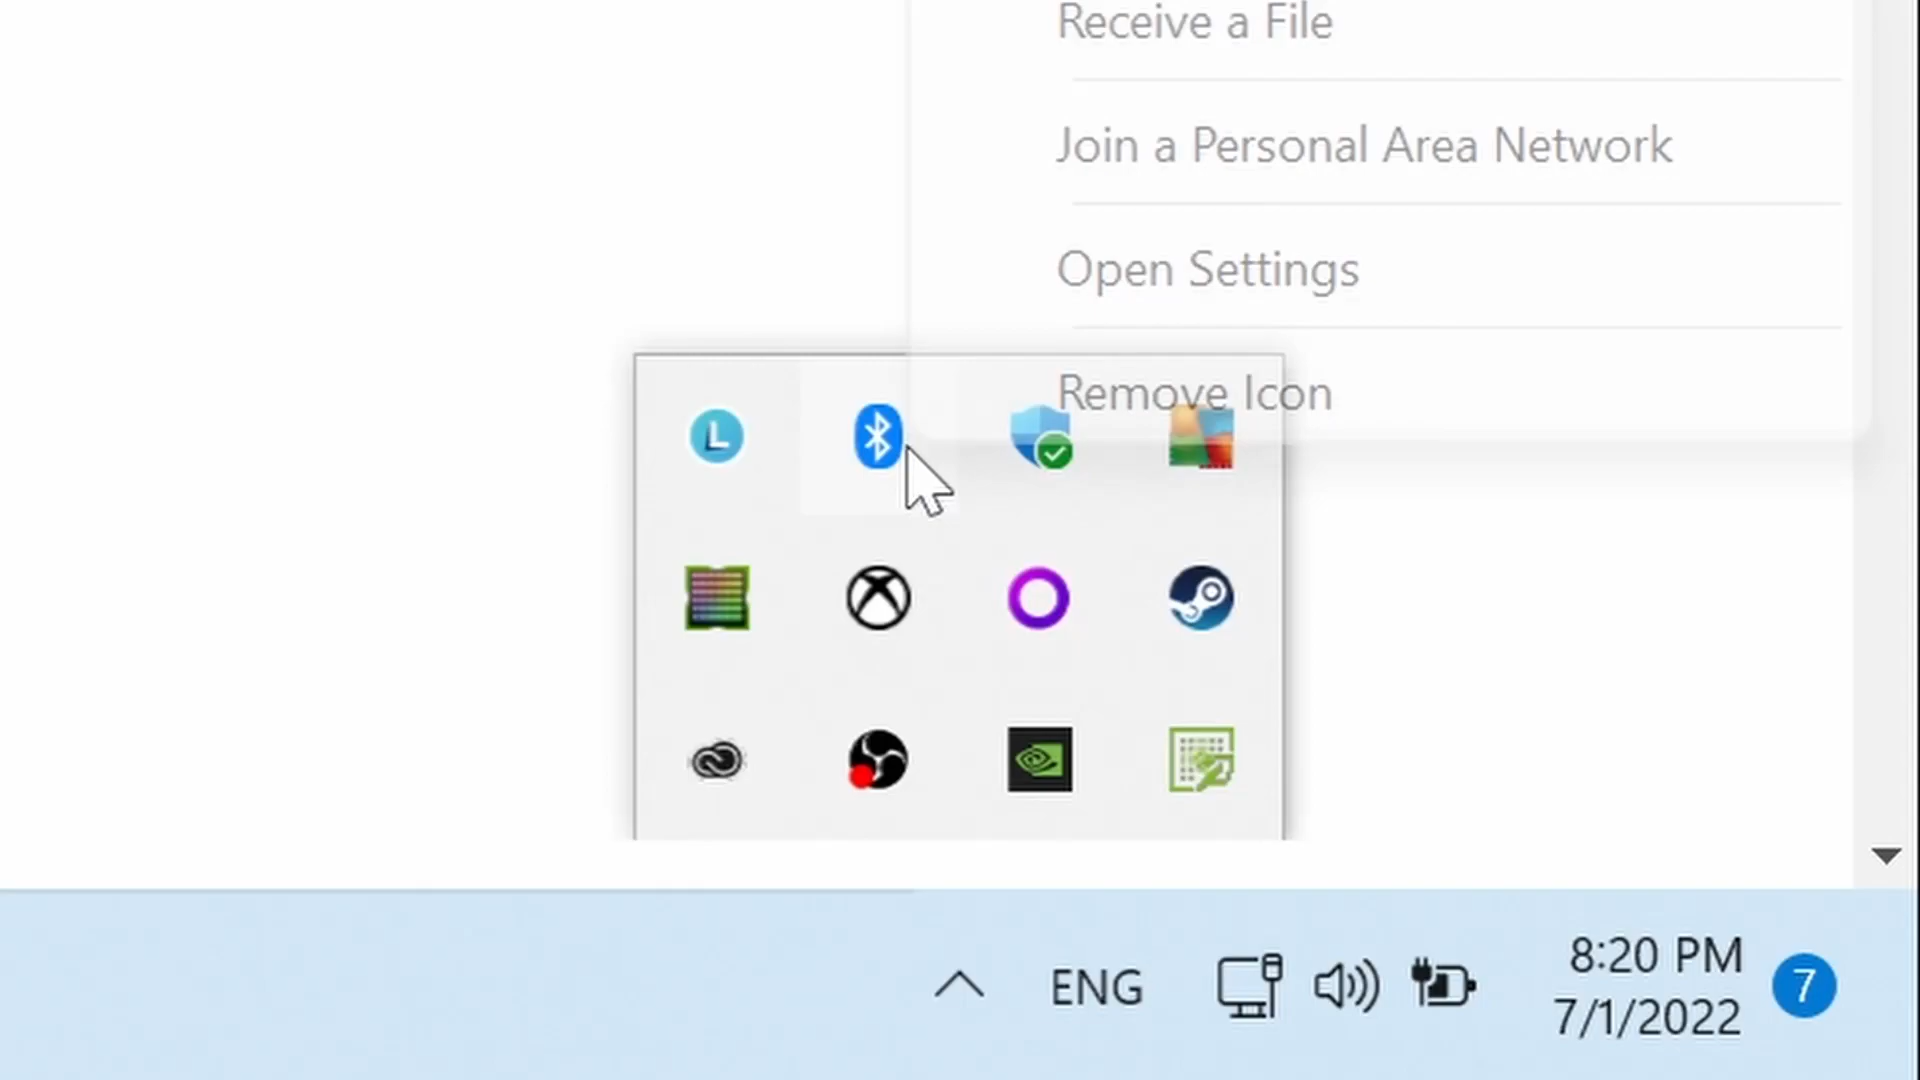 Receive a File
Join a Personal Area Network
Open Settings
Remove Icon
L
ENG
8:20 PM
7/1/2022
7